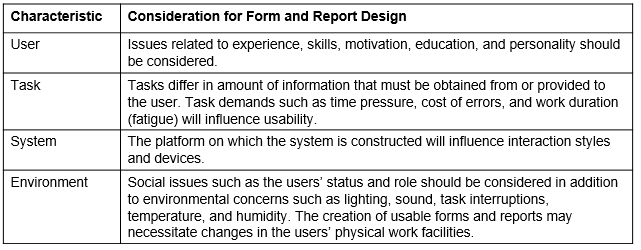 Characteristic Consideration for Form and Report Design
User Issues related to experience, skills, motivation, education, and personality should
be considered.
Task Tasks differ in amount of information that must be obtained from or provided to
the user. Task demands such as time pressure, cost of errors, and work duration
(fatigue) will influence usability.
System The platform on which the system is constructed will influence interaction styles
and devices.
Environment Social issues such as the users’ status and role should be considered in addition
to environmental concerns such as lighting, sound, task interruptions,
temperature, and humidity. The creation of usable forms and reports may
necessitate changes in the users’ physical work facilities.